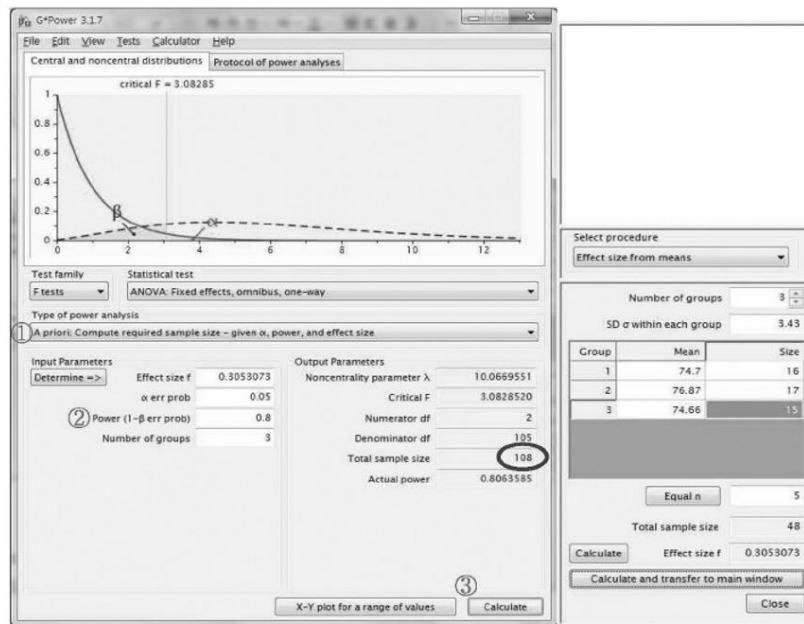 G*Power 3.1.7
File Edit View Tests Calculator Help
Central and noncentral distributions Protocol of power analyses
critical F = 3.08285
1
0.8
0.6
0.4
0.2
0
β
α
0 2 4 6 8 10 12
Test family Statistical test
F tests ANOVA: Fixed effects, omnibus, one-way
Type of power analysis
① A priori: Compute required sample size – given α, power, and effect size
Input Parameters
Determine => Effect size f 0.3053073
α err prob 0.05
② Power (1-β err prob) 0.8
Number of groups 3
Output Parameters
Noncentrality parameter λ 10.0669551
Critical F 3.0828520
Numerator df 2
Denominator df 105
Total sample size 108
Actual power 0.8063585
③
X-Y plot for a range of values Calculate
Select procedure
Effect size from means
Number of groups 3
SD σ within each group 3.43
Group Mean Size
1 74.7 16
2 76.87 17
3 74.66 15
Equal n 5
Total sample size 48
Calculate Effect size f 0.3053073
Calculate and transfer to main window
Close